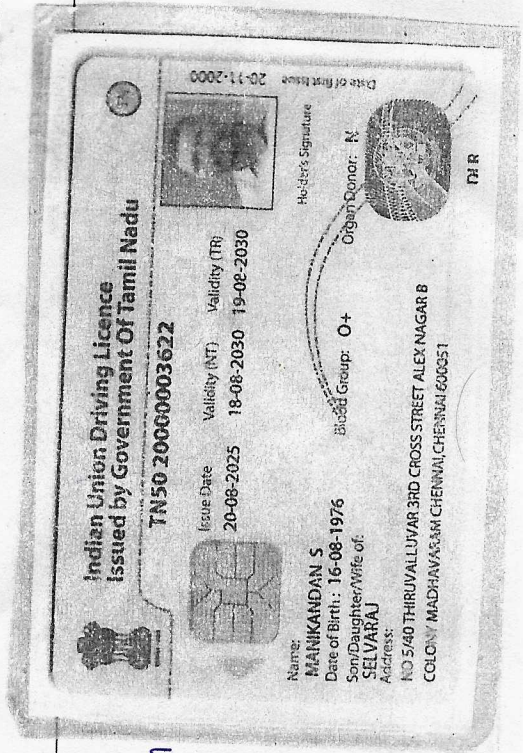 Indian Union Driving Licence
Issued by Government Of Tamil Nadu
TN50 20000003622
Issue Date Validity (NT) Validity (TR)
20-08-2025 18-08-2030 19-08-2030
Date of first Issue 20-11-2000
Holder's Signature
Name:
MANIKANDAN S
Date of Birth: 16-08-1976
Blood Group: O+
Organ Donor: N
Son/Daughter/Wife of:
SELVARAJ
Address:
NO 5/40 THIRUVALLUVAR 3RD CROSS STREET ALEX NAGAR B
COLONY MADHAVARAM CHENNAI,CHENNAI 600051